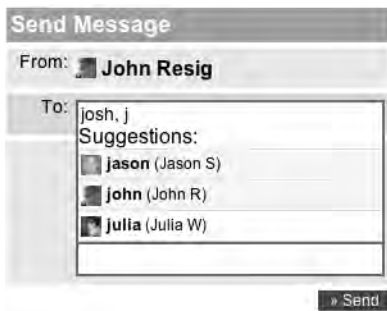 Send Message
From: John Resig
To: josh, j
Suggestions:
jason (Jason S)
john (John R)
julia (Julia W)
» Send